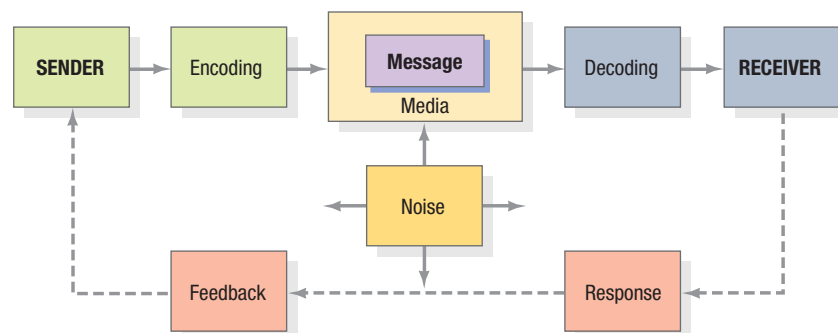 SENDER
Encoding
Message
Media
Decoding
RECEIVER
Noise
Feedback
Response